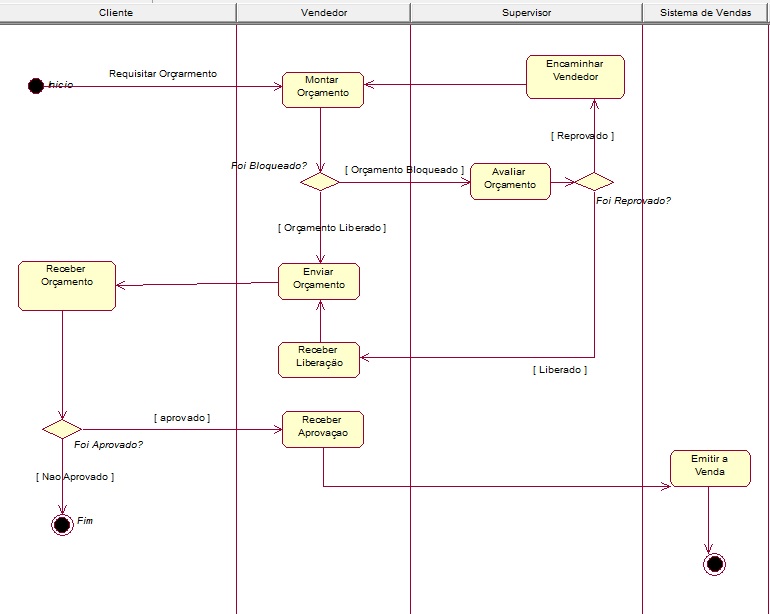 Cliente
Vendedor
Supervisor
Sistema de Vendas
Inicio
Requisitar Orçrarmento
Montar
Orçamento
Encaminhar
Vendedor
[ Reprovado ]
Foi Bloqueado?
[ Orçamento Bloqueado ]
Avaliar
Orçamento
Foi Reprovado?
[ Orçamento Liberado ]
Receber
Orçamento
Enviar
Orçamento
Receber
Liberação
[ Liberado ]
[ aprovado ]
Foi Aprovado?
Receber
Aprovaçao
[ Nao Aprovado ]
Emitir a
Venda
Fim